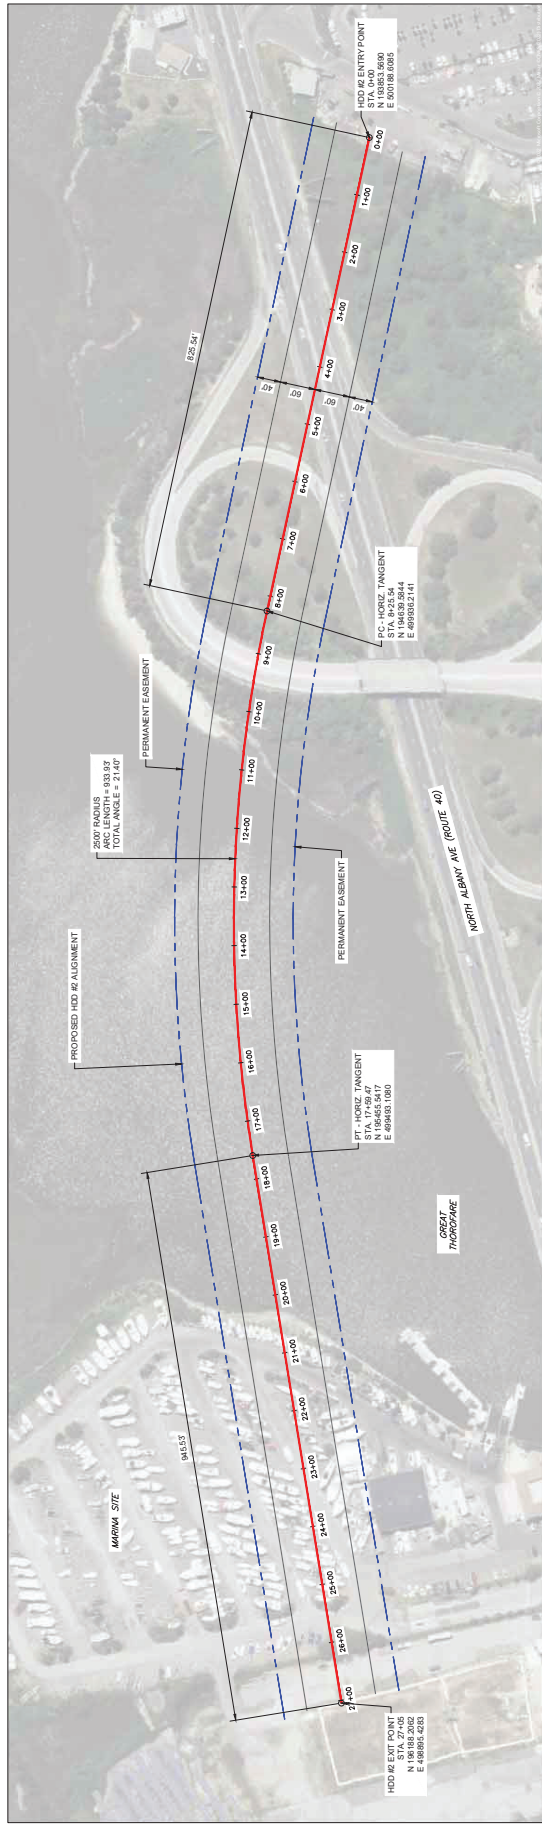 HDD #2 ENTRY POINT
STA. 0+00
N 193853.5690
E 500188.6085
0+00
1+00
2+00
3+00
4+00
5+00
6+00
7+00
8+00
9+00
10+00
11+00
12+00
13+00
14+00
15+00
16+00
17+00
18+00
19+00
20+00
21+00
22+00
23+00
24+00
25+00
26+00
27+00
825.54'
40'
60'
60'
40'
PC - HORIZ. TANGENT
STA. 8+25.54
N 194639.5844
E 499936.2141
PERMANENT EASEMENT
2500' RADIUS
ARC LENGTH = 933.93'
TOTAL ANGLE = 21.40°
NORTH ALBANY AVE (ROUTE 40)
PERMANENT EASEMENT
PROPOSED HDD #2 ALIGNMENT
PT - HORIZ. TANGENT
STA. 17+59.47
N 195455.5417
E 499493.1080
GREAT
THOROFARE
945.53'
MARINA SITE
HDD #2 EXIT POINT
STA. 27+05
N 196188.2062
E 498895.4283